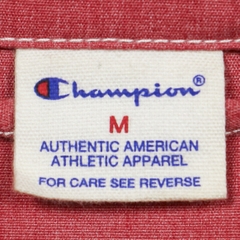 Champion®
M
AUTHENTIC AMERICAN
ATHLETIC APPAREL
FOR CARE SEE REVERSE